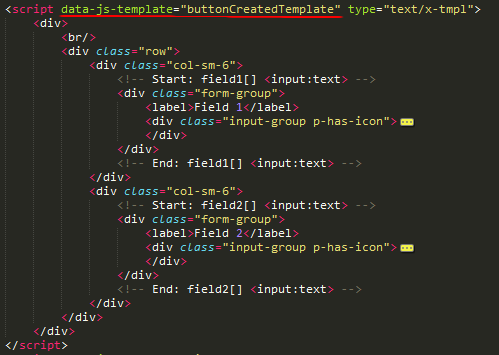 <script data-js-template="buttonCreatedTemplate" type="text/x-tmpl">
<div>
<br/>
<div class="row">
<div class="col-sm-6">
<!-- Start: field1[] <input:text> -->
<div class="form-group">
<label>Field 1</label>
<div class="input-group p-has-icon">
</div>
</div>
<!-- End: field1[] <input:text> -->
</div>
<div class="col-sm-6">
<!-- Start: field2[] <input:text> -->
<div class="form-group">
<label>Field 2</label>
<div class="input-group p-has-icon">
</div>
</div>
<!-- End: field2[] <input:text> -->
</div>
</div>
</div>
</script>